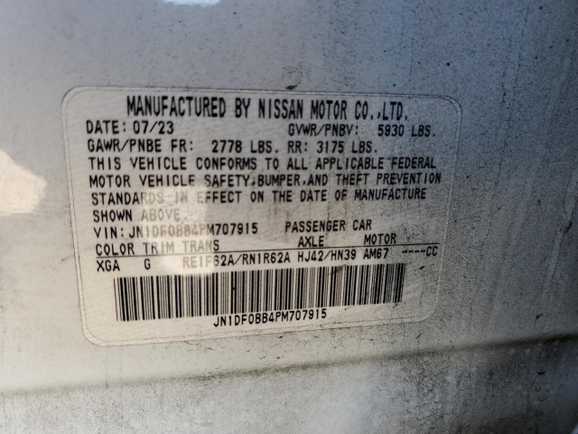 MANUFACTURED BY NISSAN MOTOR CO.,LTD.
DATE: 07/23 GVWR/PNBV: 5930 LBS.
GAWR/PNBE FR: 2778 LBS. RR: 3175 LBS.
THIS VEHICLE CONFORMS TO ALL APPLICABLE FEDERAL
MOTOR VEHICLE SAFETY,BUMPER,AND THEFT PREVENTION
STANDARDS IN EFFECT ON THE DATE OF MANUFACTURE
SHOWN ABOVE.
VIN: JN1DF0BB4PM707915 PASSENGER CAR
COLOR TRIM TRANS AXLE MOTOR
XGA G RE1F62A/RN1R62A HJ42/HN39 AM67 ----CC
JN1DF0BB4PM707915